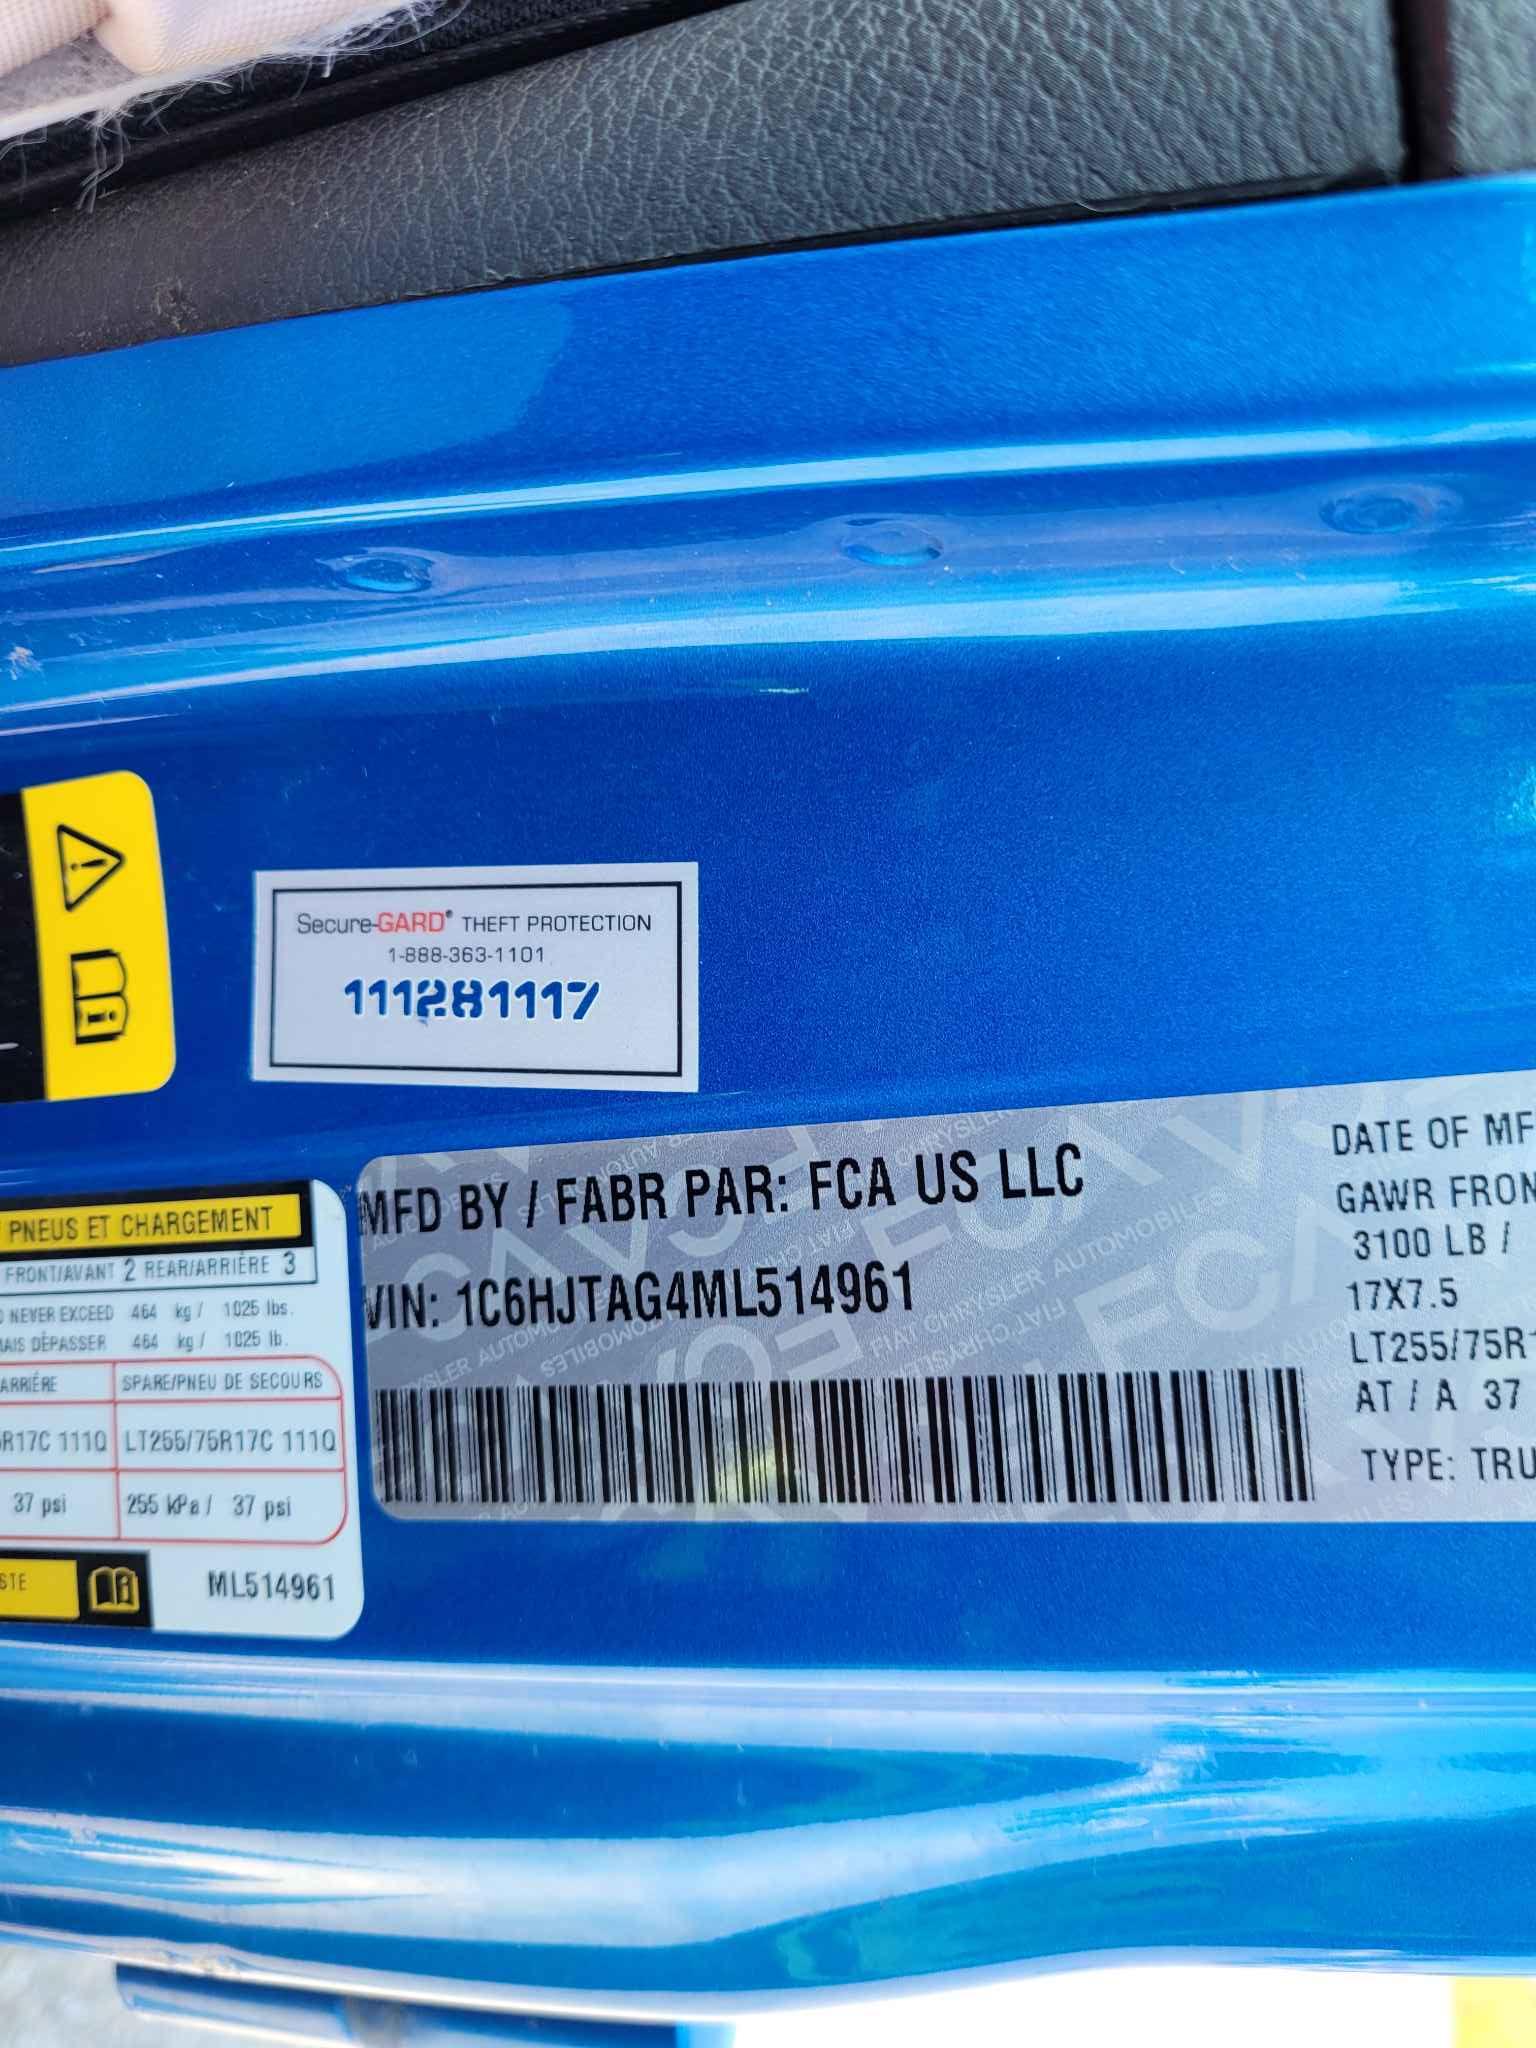 Secure-GARD® THEFT PROTECTION
1-888-363-1101
111281117
MFD BY / FABR PAR: FCA US LLC
VIN: 1C6HJTAG4ML514961
DATE OF MF
GAWR FRON
3100 LB /
17X7.5
LT255/75R1
AT / A 37
TYPE: TRU
PNEUS ET CHARGEMENT
FRONT/AVANT 2 REAR/ARRIÈRE 3
NEVER EXCEED 464 kg / 1025 lbs.
AIS DÉPASSER 464 kg / 1025 lb.
ARRIÉRE SPARE/PNEU DE SECOURS
R17C 111Q LT255/75R17C 111Q
37 psi 255 kPa / 37 psi
STE
ML514961